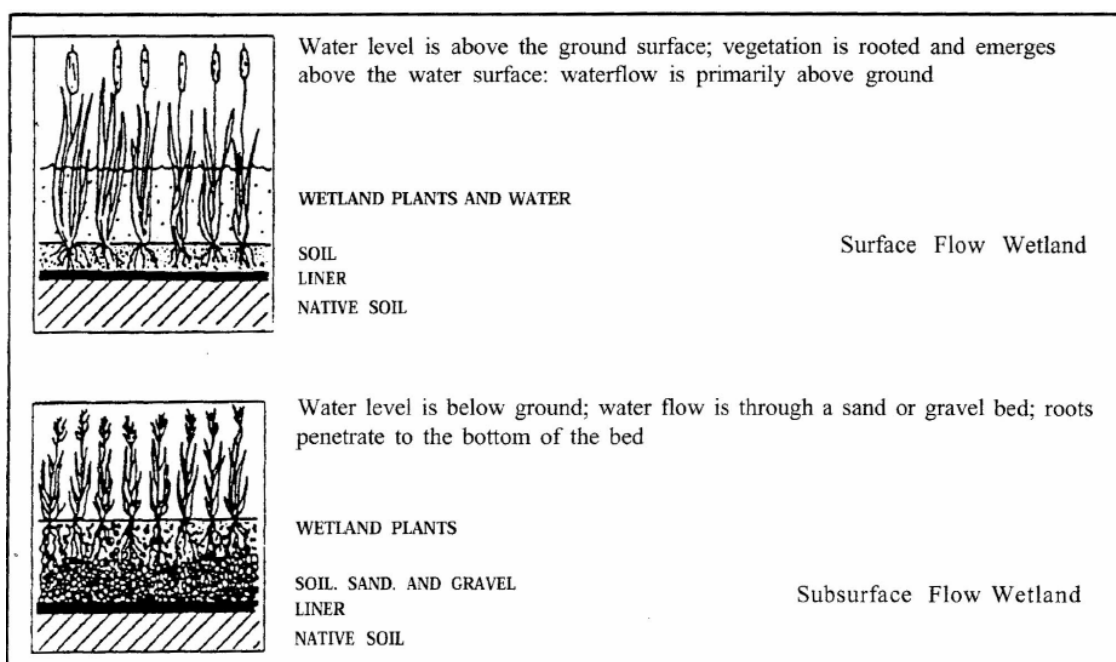 Water level is above the ground surface; vegetation is rooted and emerges
above the water surface: waterflow is primarily above ground
WETLAND PLANTS AND WATER
SOIL
Surface Flow Wetland
LINER
NATIVE SOIL
Water level is below ground; water flow is through a sand or gravel bed; roots
penetrate to the bottom of the bed
WETLAND PLANTS
SOIL. SAND. AND GRAVEL
Subsurface Flow Wetland
LINER
NATIVE SOIL